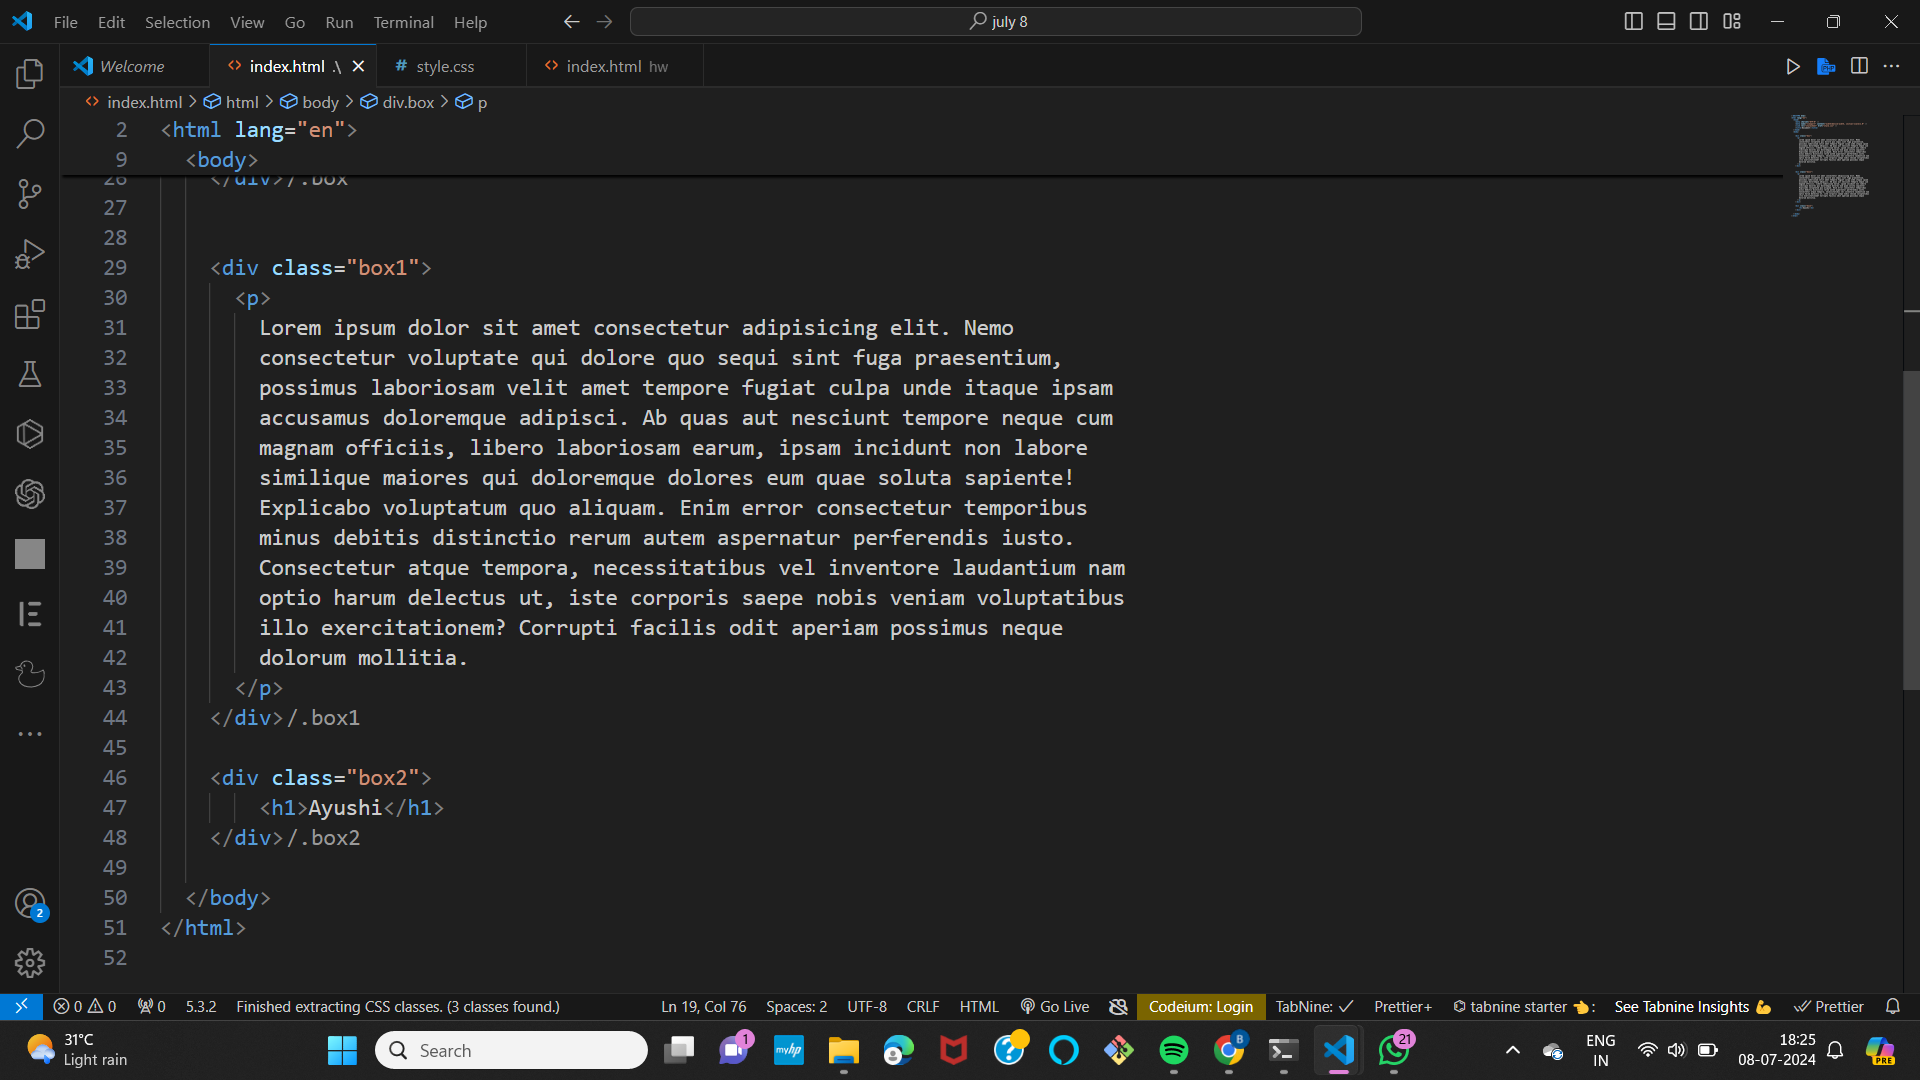 File Edit Selection View Go Run Terminal Help
july 8
Welcome
index.html .\
style.css
index.html hw
index.html > html > body > div.box > p
2 <html lang="en">
9 <body>
26 </div>/.box
27
28
29 <div class="box1">
30 <p>
31 Lorem ipsum dolor sit amet consectetur adipisicing elit. Nemo
32 consectetur voluptate qui dolore quo sequi sint fuga praesentium,
33 possimus laboriosam velit amet tempore fugiat culpa unde itaque ipsam
34 accusamus doloremque adipisci. Ab quas aut nesciunt tempore neque cum
35 magnam officiis, libero laboriosam earum, ipsam incidunt non labore
36 similique maiores qui doloremque dolores eum quae soluta sapiente!
37 Explicabo voluptatum quo aliquam. Enim error consectetur temporibus
38 minus debitis distinctio rerum autem aspernatur perferendis iusto.
39 Consectetur atque tempora, necessitatibus vel inventore laudantium nam
40 optio harum delectus ut, iste corporis saepe nobis veniam voluptatibus
41 illo exercitationem? Corrupti facilis odit aperiam possimus neque
42 dolorum mollitia.
43 </p>
44 </div>/.box1
45
46 <div class="box2">
47 <h1>Ayushi</h1>
48 </div>/.box2
49
50 </body>
51 </html>
52
2
0 0 0 5.3.2 Finished extracting CSS classes. (3 classes found.) Ln 19, Col 76 Spaces: 2 UTF-8 CRLF HTML Go Live Codeium: Login TabNine: ✓ Prettier+ tabnine starter 👈: See Tabnine Insights 💪 Prettier
31°C
Light rain
Search
1
myhp
B
21
ENG
IN
18:25
08-07-2024
PRE